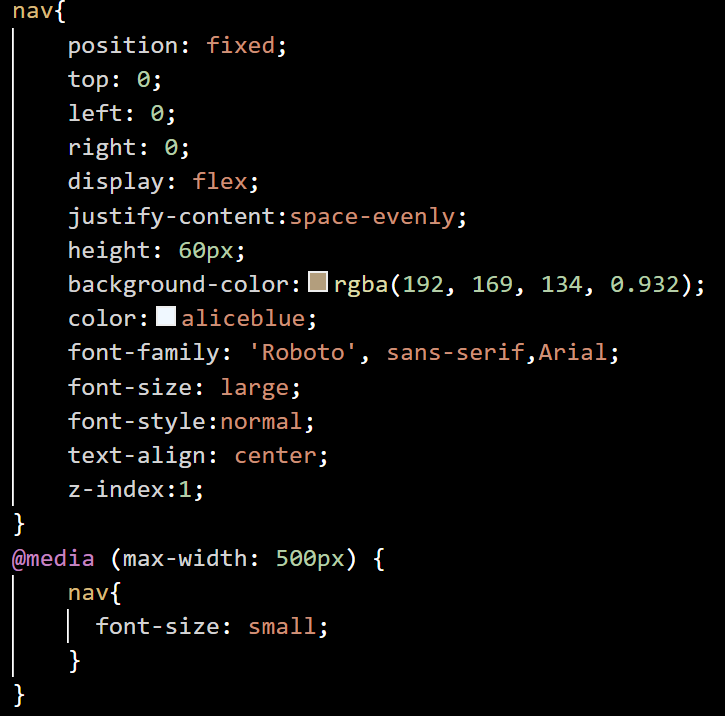 nav{
position: fixed;
top: 0;
left: 0;
right: 0;
display: flex;
justify-content:space-evenly;
height: 60px;
background-color:rgba(192, 169, 134, 0.932);
color:aliceblue;
font-family: 'Roboto', sans-serif,Arial;
font-size: large;
font-style:normal;
text-align: center;
z-index:1;
}
@media (max-width: 500px) {
nav{
font-size: small;
}
}